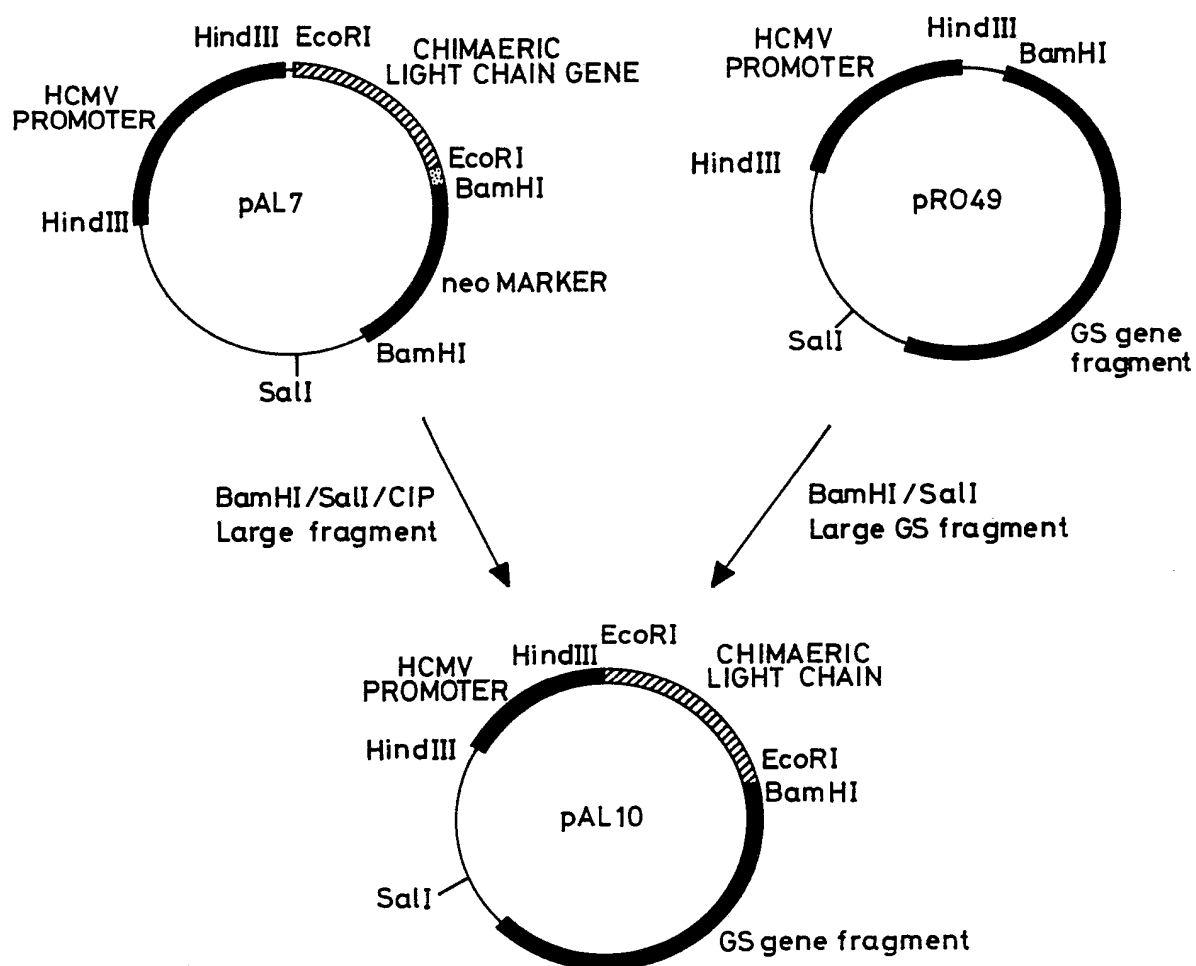 HindIII EcoRI
CHIMAERIC
LIGHT CHAIN GENE
HCMV
PROMOTER
EcoRI
BamHI
HindIII
pAL7
neo MARKER
BamHI
SalI
HCMV
PROMOTER
HindIII
BamHI
HindIII
pRO49
SalI
GS gene
fragment
BamHI/SalI/CIP
Large fragment
BamHI/SalI
Large GS fragment
HCMV
PROMOTER
HindIII
EcoRI
CHIMAERIC
LIGHT CHAIN
HindIII
EcoRI
BamHI
pAL10
SalI
GS gene fragment